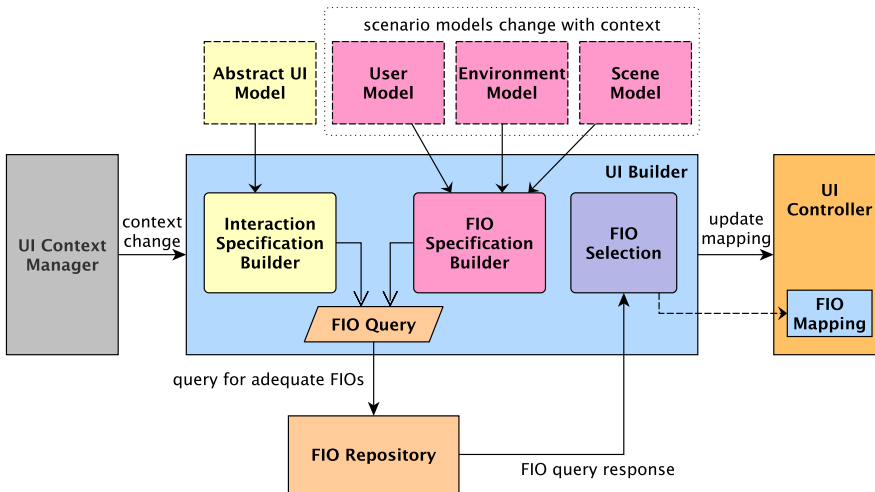 scenario models change with context
Abstract UI
Model
User
Model
Environment
Model
Scene
Model
UI Context
Manager
context
change
UI Builder
Interaction
Specification
Builder
FIO
Specification
Builder
FIO
Selection
FIO Query
update
mapping
UI
Controller
FIO
Mapping
query for adequate FIOs
FIO Repository
FIO query response